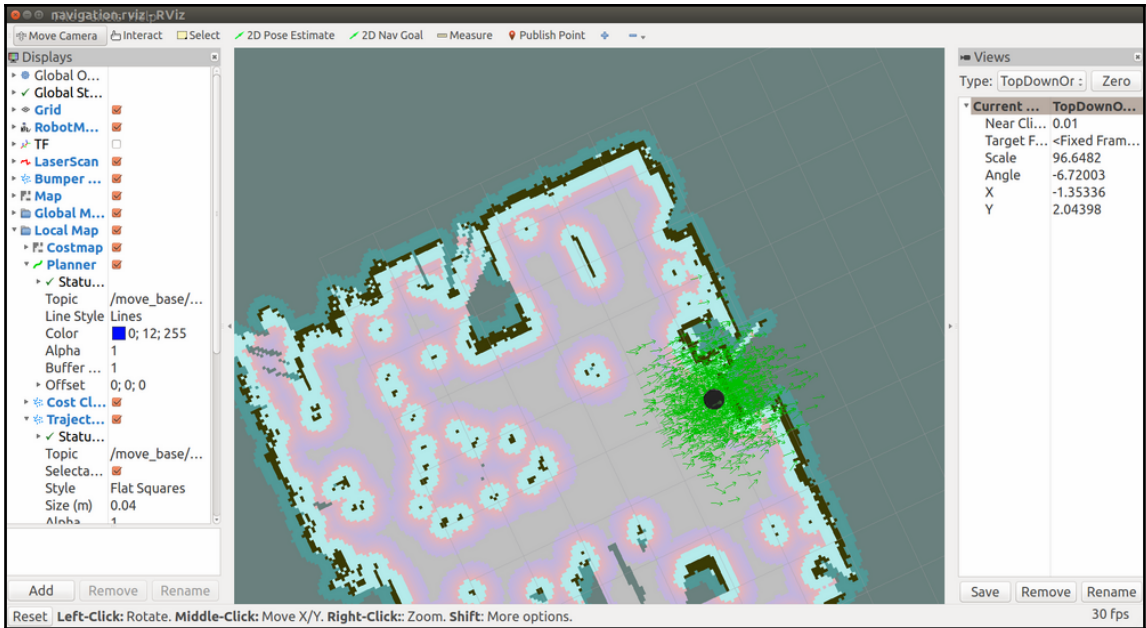 navigation.rviz - RViz
Move Camera Interact Select 2D Pose Estimate 2D Nav Goal Measure Publish Point
Displays
Global O...
Global St...
Grid
RobotM...
TF
LaserScan
Bumper ...
Map
Global M...
Local Map
Costmap
Planner
Statu...
Topic /move_base/...
Line Style Lines
Color 0; 12; 255
Alpha 1
Buffer ... 1
Offset 0; 0; 0
Cost Cl...
Traject...
Statu...
Topic /move_base/...
Selecta...
Style Flat Squares
Size (m) 0.04
Alpha 1
Add Remove Rename
Views
Type: TopDownOr Zero
Current ... TopDownO...
Near Cli... 0.01
Target F... <Fixed Fram...
Scale 96.6482
Angle -6.72003
X -1.35336
Y 2.04398
Save Remove Rename
Reset Left-Click: Rotate. Middle-Click: Move X/Y. Right-Click:: Zoom. Shift: More options. 30 fps